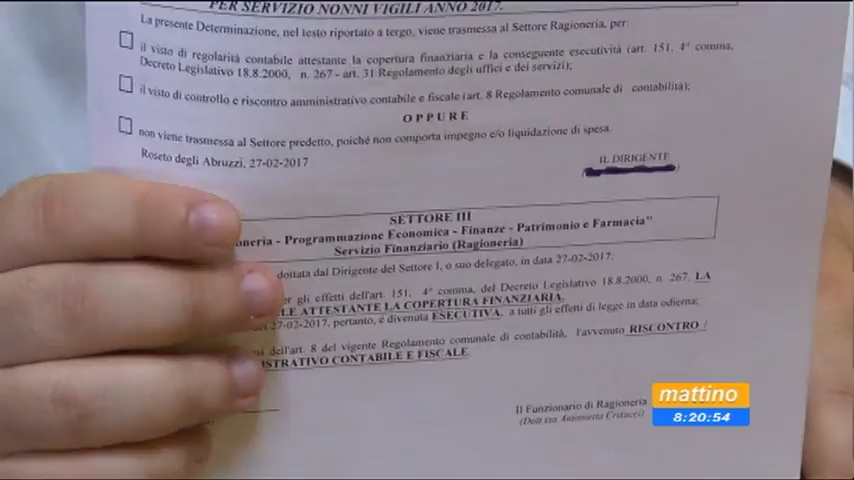 PER SERVIZIO NONNI VIGILI ANNO 2017.
La presente Determinazione, nel testo riportato a tergo, viene trasmessa al Settore Ragioneria, per:
il visto di regolarità contabile attestante la copertura finanziaria e la conseguente esecutività (art. 151, 4° comma,
Decreto Legislativo 18.8.2000, n. 267 - art. 31 Regolamento degli uffici e dei servizi);
il visto di controllo e riscontro amministrativo contabile e fiscale (art. 8 Regolamento comunale di contabilità);
OPPURE
non viene trasmessa al Settore predetto, poiché non comporta impegno e/o liquidazione di spesa.
Roseto degli Abruzzi, 27-02-2017
IL DIRIGENTE
SETTORE III
oneria - Programmazione Economica - Finanze - Patrimonio e Farmacia"
Servizio Finanziario (Ragioneria)
dottata dal Dirigente del Settore I, o suo delegato, in data 27-02-2017;
er gli effetti dell'art. 151, 4° comma, del Decreto Legislativo 18.8.2000, n. 267, LA
LE ATTESTANTE LA COPERTURA FINANZIARIA,
27-02-2017, pertanto, è divenuta ESECUTIVA, a tutti gli effetti di legge in data odierna;
ni dell'art. 8 del vigente Regolamento comunale di contabilità, l'avvenuto RISCONTRO /
ISTRATIVO CONTABILE E FISCALE.
Il Funzionario di Ragioneria
(Dott.ssa Antonietta Crisucci)
mattino
8:20:54